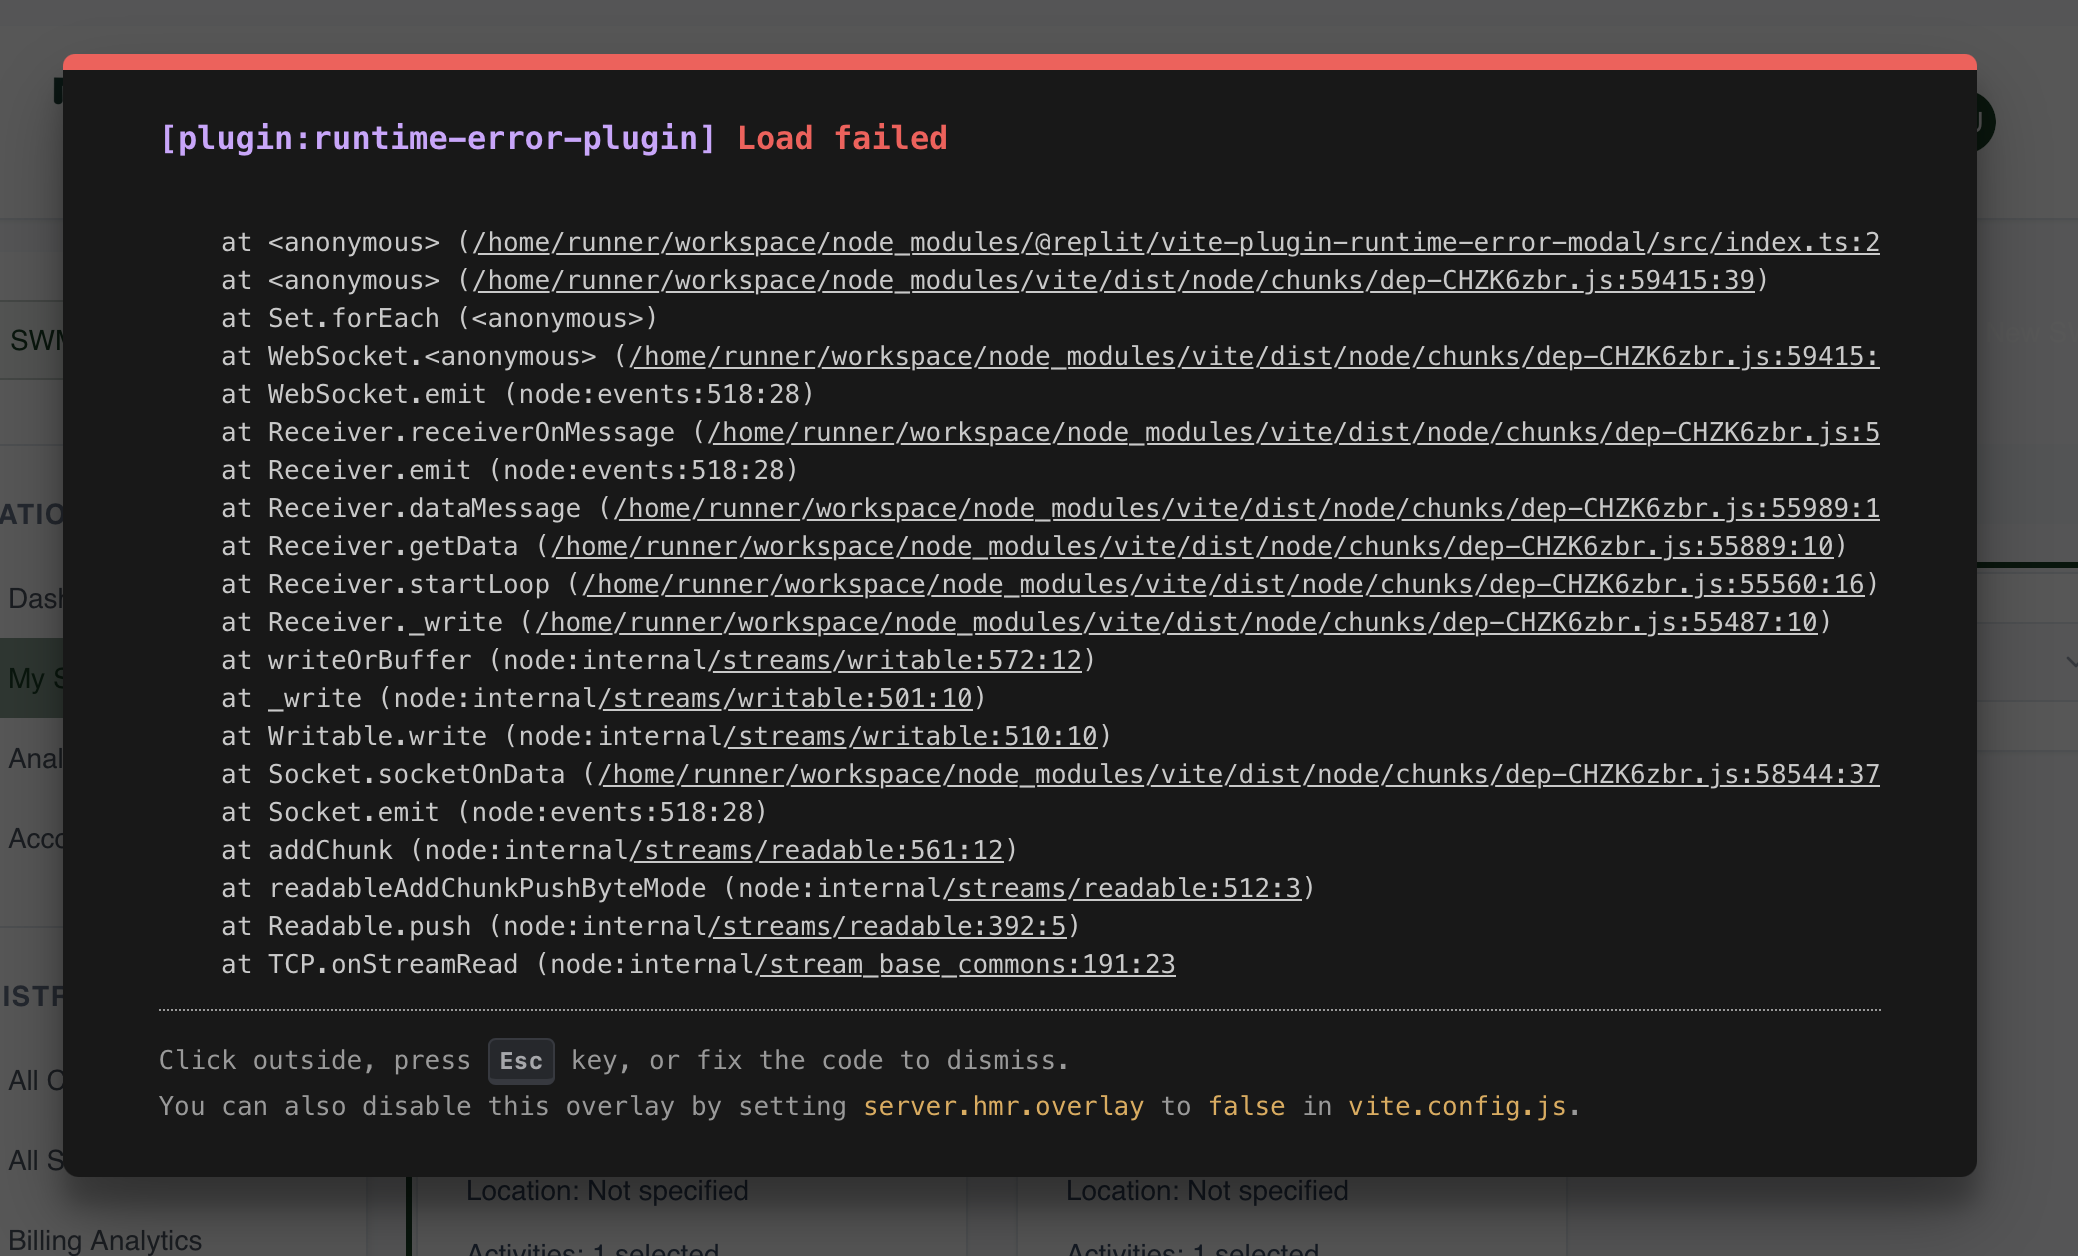 [plugin:runtime-error-plugin] Load failed
at <anonymous> (/home/runner/workspace/node_modules/@replit/vite-plugin-runtime-error-modal/src/index.ts:2
at <anonymous> (/home/runner/workspace/node_modules/vite/dist/node/chunks/dep-CHZK6zbr.js:59415:39)
at Set.forEach (<anonymous>)
SWM
at WebSocket.<anonymous> (/home/runner/workspace/node_modules/vite/dist/node/chunks/dep-CHZK6zbr.js:59415:
at WebSocket.emit (node:events:518:28)
at Receiver.receiverOnMessage (/home/runner/workspace/node_modules/vite/dist/node/chunks/dep-CHZK6zbr.js:5
at Receiver.emit (node:events:518:28)
ATIO
at Receiver.dataMessage (/home/runner/workspace/node_modules/vite/dist/node/chunks/dep-CHZK6zbr.js:55989:1
at Receiver.getData (/home/runner/workspace/node_modules/vite/dist/node/chunks/dep-CHZK6zbr.js:55889:10)
at Receiver.startLoop (/home/runner/workspace/node_modules/vite/dist/node/chunks/dep-CHZK6zbr.js:55560:16)
Dash
at Receiver._write (/home/runner/workspace/node_modules/vite/dist/node/chunks/dep-CHZK6zbr.js:55487:10)
at writeOrBuffer (node:internal/streams/writable:572:12)
My S
at _write (node:internal/streams/writable:501:10)
at Writable.write (node:internal/streams/writable:510:10)
Anal
at Socket.socketOnData (/home/runner/workspace/node_modules/vite/dist/node/chunks/dep-CHZK6zbr.js:58544:37
at Socket.emit (node:events:518:28)
Acco
at addChunk (node:internal/streams/readable:561:12)
at readableAddChunkPushByteMode (node:internal/streams/readable:512:3)
at Readable.push (node:internal/streams/readable:392:5)
at TCP.onStreamRead (node:internal/stream_base_commons:191:23
ISTR
Click outside, press Esc key, or fix the code to dismiss.
All O
You can also disable this overlay by setting server.hmr.overlay to false in vite.config.js.
All S
Location: Not specified
Location: Not specified
Billing Analytics
Activities: 1 selected
Activities: 1 selected